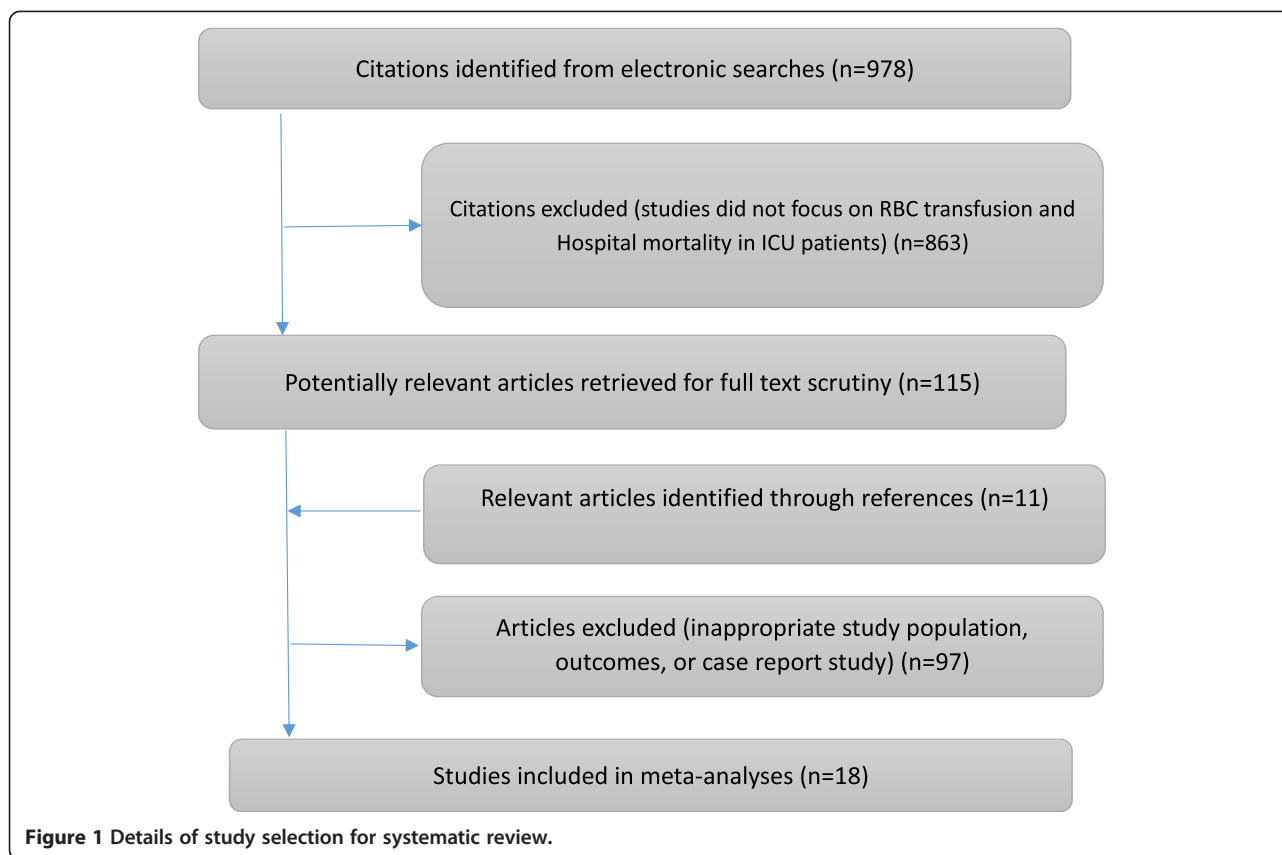 Citations identified from electronic searches (n=978)
Citations excluded (studies did not focus on RBC transfusion and
Hospital mortality in ICU patients) (n=863)
Potentially relevant articles retrieved for full text scrutiny (n=115)
Relevant articles identified through references (n=11)
Articles excluded (inappropriate study population,
outcomes, or case report study) (n=97)
Studies included in meta-analyses (n=18)
Figure 1 Details of study selection for systematic review.